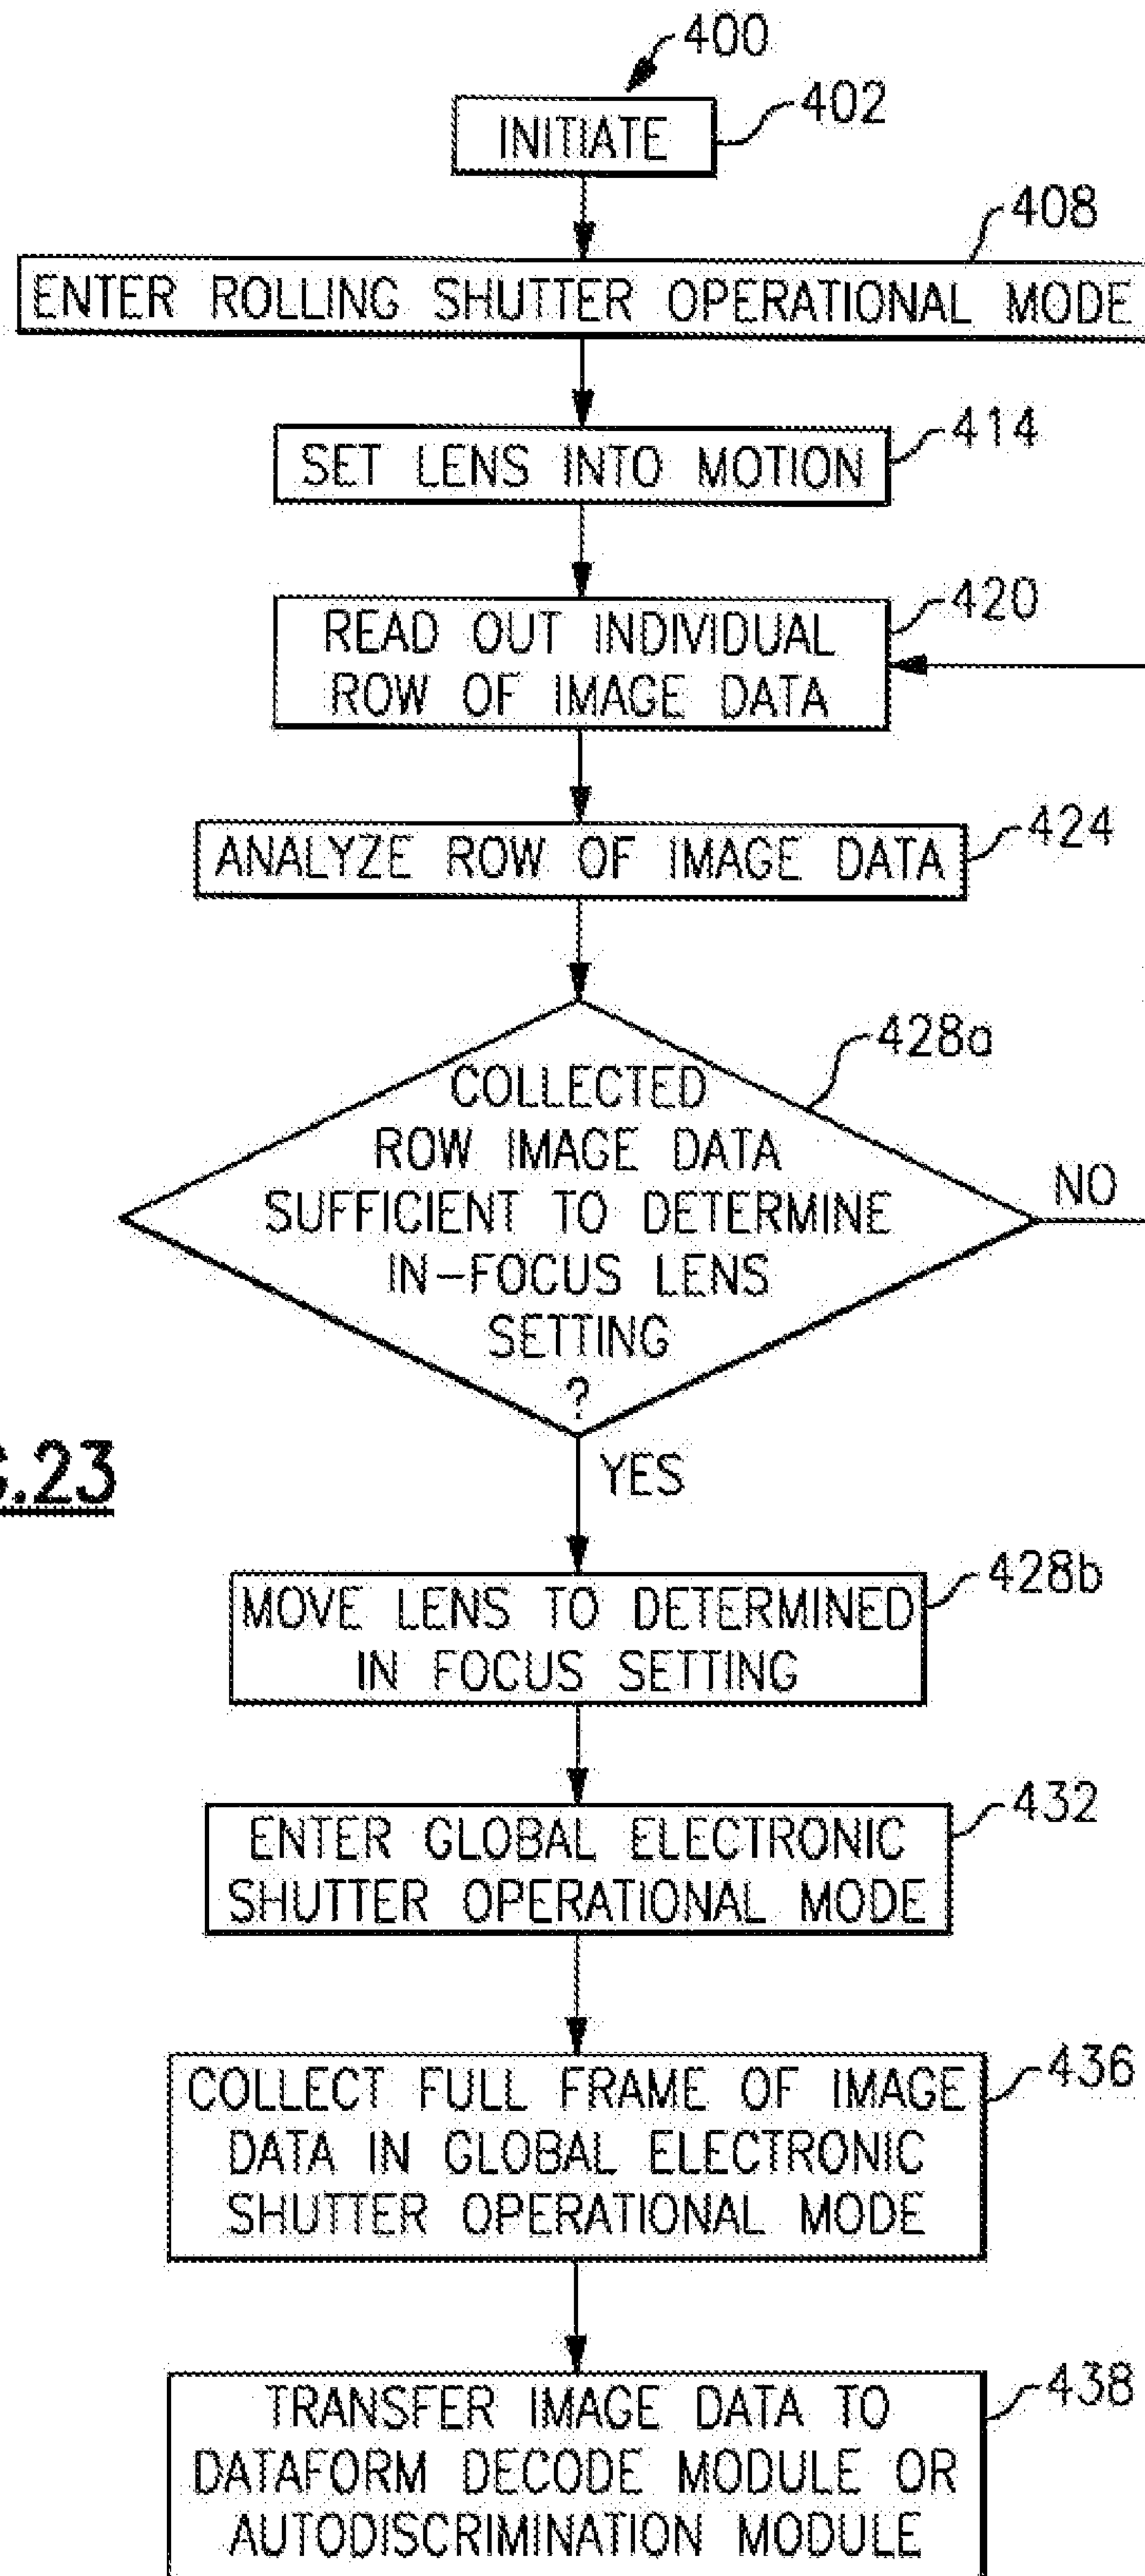 400
INITIATE
402
408
ENTER ROLLING SHUTTER OPERATIONAL MODE
SET LENS INTO MOTION
414
420
READ OUT INDIVIDUAL
ROW OF IMAGE DATA
ANALYZE ROW OF IMAGE DATA
424
428a
COLLECTED
ROW IMAGE DATA
SUFFICIENT TO DETERMINE
IN-FOCUS LENS
SETTING
?
NO
YES
G.23
428b
MOVE LENS TO DETERMINED
IN FOCUS SETTING
432
ENTER GLOBAL ELECTRONIC
SHUTTER OPERATIONAL MODE
436
COLLECT FULL FRAME OF IMAGE
DATA IN GLOBAL ELECTRONIC
SHUTTER OPERATIONAL MODE
438
TRANSFER IMAGE DATA TO
DATAFORM DECODE MODULE OR
AUTODISCRIMINATION MODULE